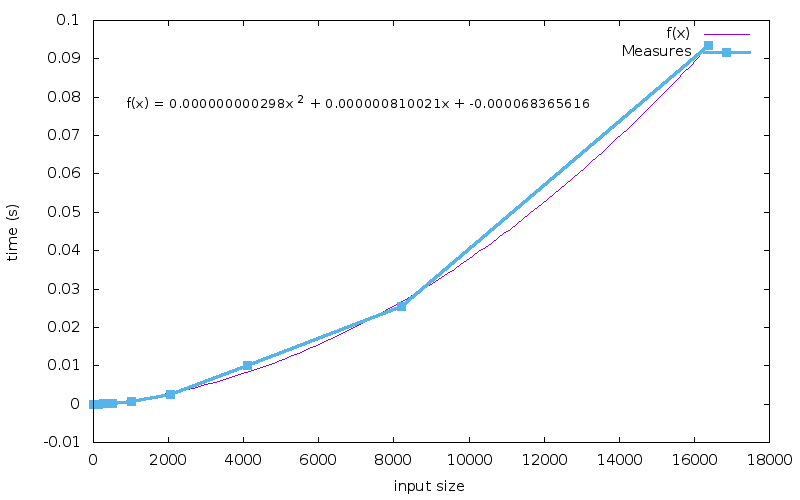 0.1
0.09
0.08
0.07
0.06
0.05
0.04
0.03
0.02
0.01
0
-0.01
time (s)
f(x)
Measures
f(x) = 0.000000000298x 2 + 0.000000810021x + -0.000068365616
0 2000 4000 6000 8000 10000 12000 14000 16000 18000
input size